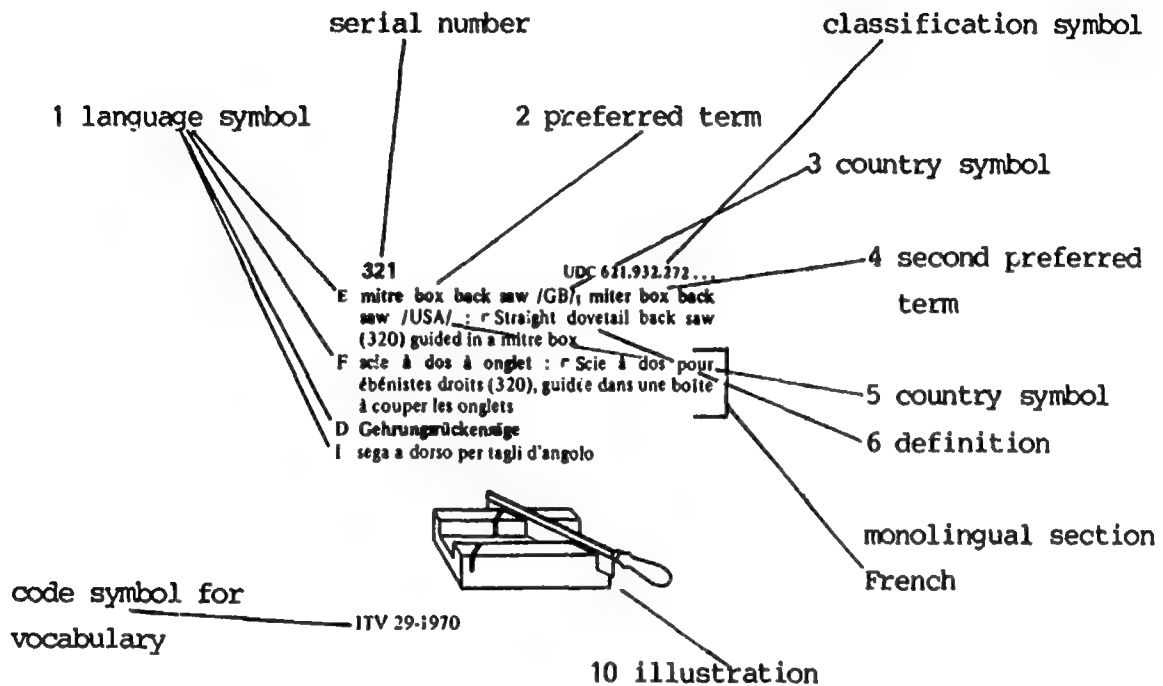 serial number
classification symbol
1 language symbol
2 preferred term
3 country symbol
321
UDC 621.932.272 ...
4 second preferred
term
E mitre box back saw /GB/; miter box back
saw /USA/ : ⌜Straight dovetail back saw
(320) guided in a mitre box
F scie à dos à onglet : ⌜Scie à dos pour
ébénistes droits (320), guidée dans une boîte
à couper les onglets
D Gehrungsrückensäge
I sega a dorso per tagli d'angolo
5 country symbol
6 definition
monolingual section
French
code symbol for
vocabulary
ITV 29-1970
10 illustration